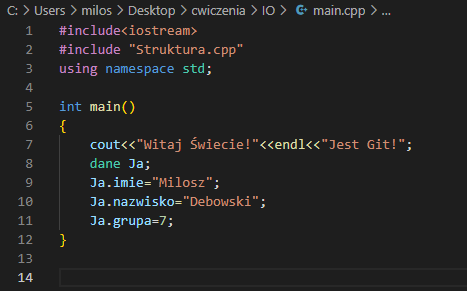 C: > Users > milos > Desktop > cwiczenia > IO > main.cpp > ...
1 #include<iostream>
2 #include "Struktura.cpp"
3 using namespace std;
4
5 int main()
6 {
7 cout<<"Witaj Świecie!"<<endl<<"Jest Git!";
8 dane Ja;
9 Ja.imie="Milosz";
10 Ja.nazwisko="Debowski";
11 Ja.grupa=7;
12 }
13
14